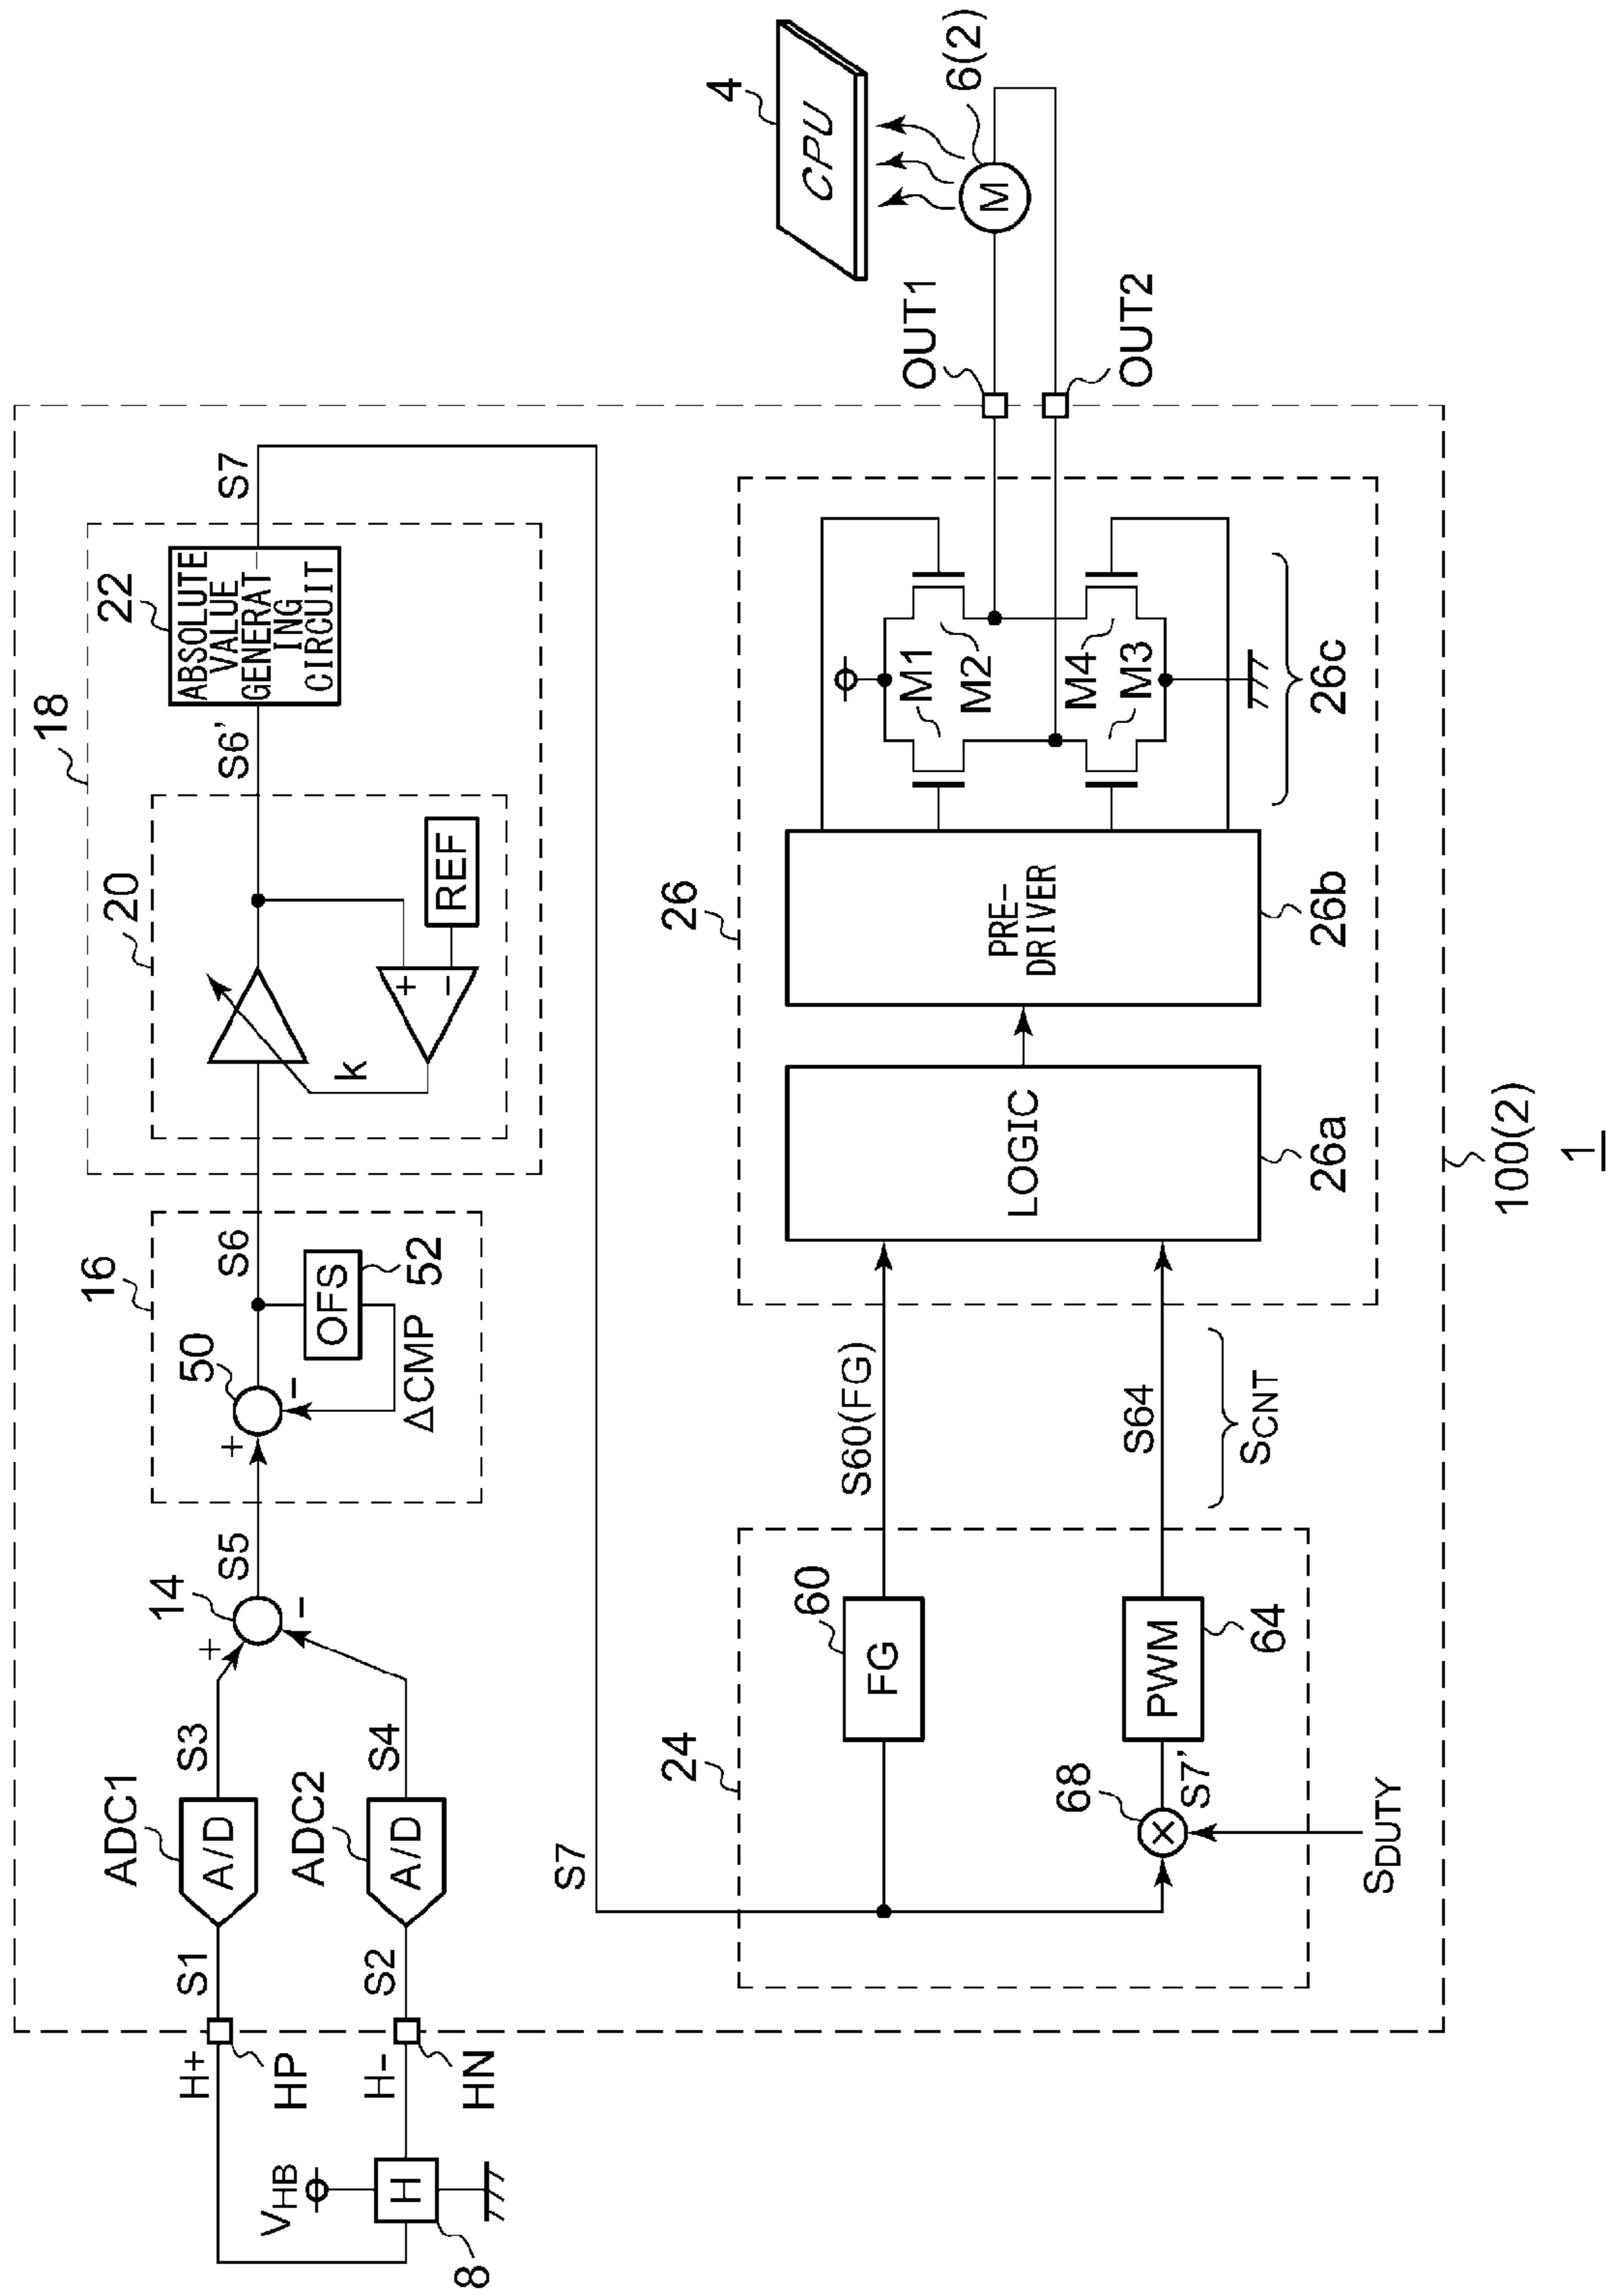 18
22
ABSOLUTE
VALUE
GENERAT
ING
CIRCUIT
S7
S6'
20
k
+
−
REF
16
S6
50
+
−
OFS
52
ΔCMP
14
S5
+
−
ADC1
A/D
S3
S1
ADC2
A/D
S4
S2
H+
HP
H-
HN
VHB
H
8
S7
24
60
FG
S60(FG)
68
S7'
PWM
64
S64
SCNT
SDUTY
26
LOGIC
26a
PRE-
DRIVER
26b
M1
M2
M4
M3
26c
OUT1
OUT2
4
CPU
6(2)
M
100(2)
1